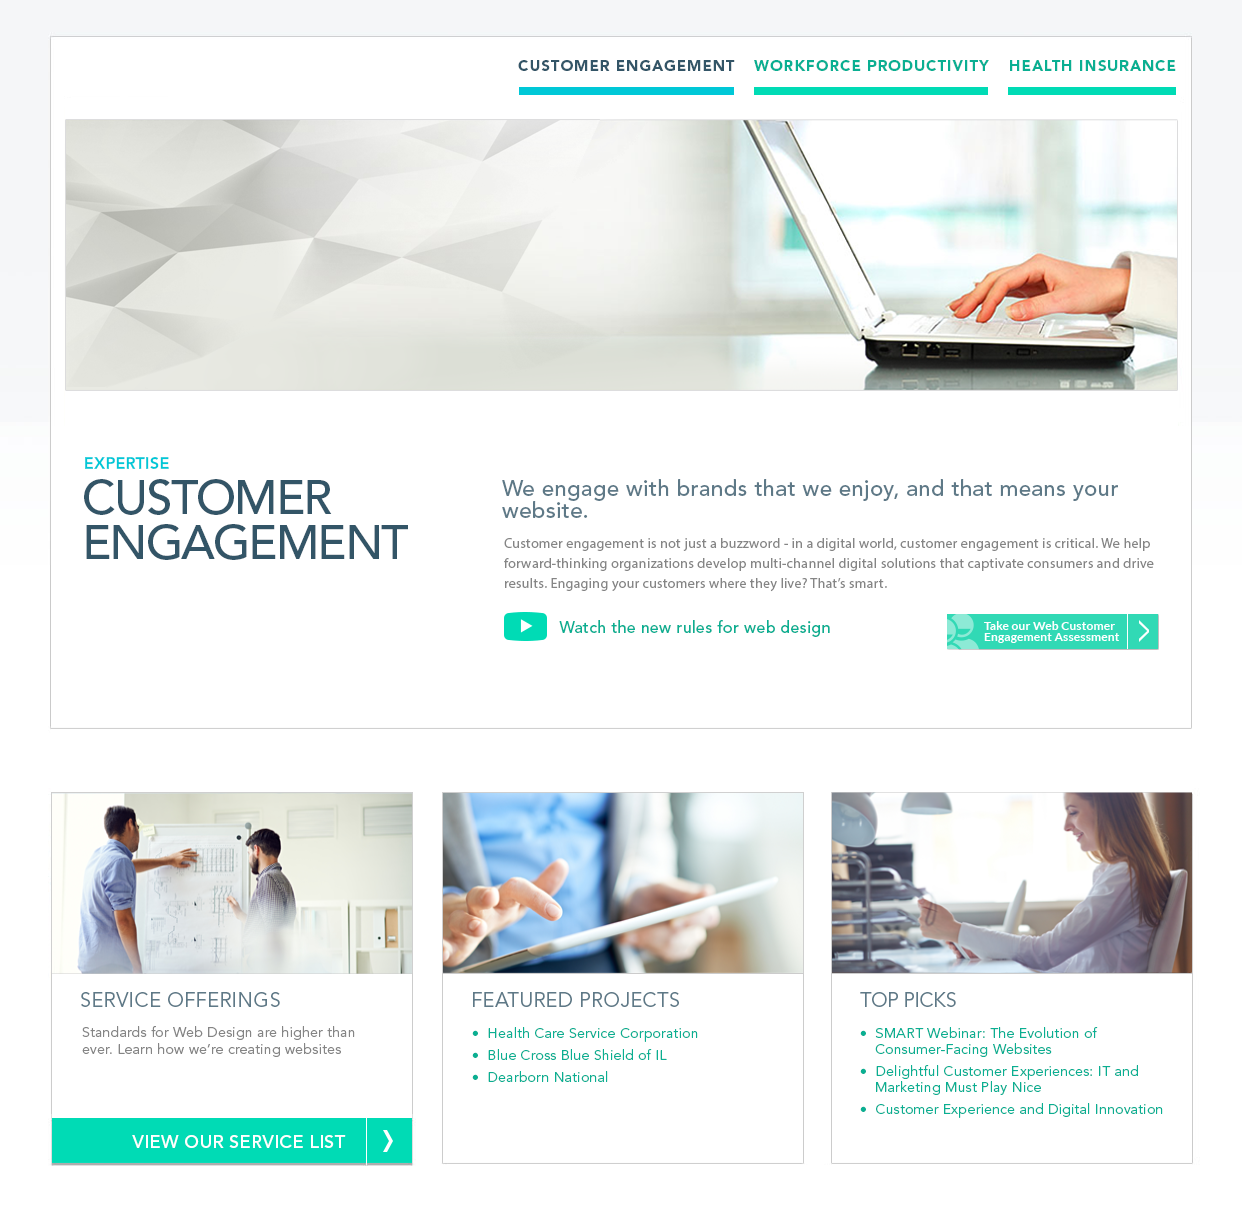 CUSTOMER ENGAGEMENT WORKFORCE PRODUCTIVITY HEALTH INSURANCE
EXPERTISE
CUSTOMER
ENGAGEMENT
We engage with brands that we enjoy, and that means your
website.
Customer engagement is not just a buzzword - in a digital world, customer engagement is critical. We help
forward-thinking organizations develop multi-channel digital solutions that captivate consumers and drive
results. Engaging your customers where they live? That's smart.
Watch the new rules for web design
Take our Web Customer
Engagement Assessment
SERVICE OFFERINGS
Standards for Web Design are higher than
ever. Learn how we're creating websites
VIEW OUR SERVICE LIST
FEATURED PROJECTS
• Health Care Service Corporation
• Blue Cross Blue Shield of IL
• Dearborn National
TOP PICKS
• SMART Webinar: The Evolution of
Consumer-Facing Websites
• Delightful Customer Experiences: IT and
Marketing Must Play Nice
• Customer Experience and Digital Innovation